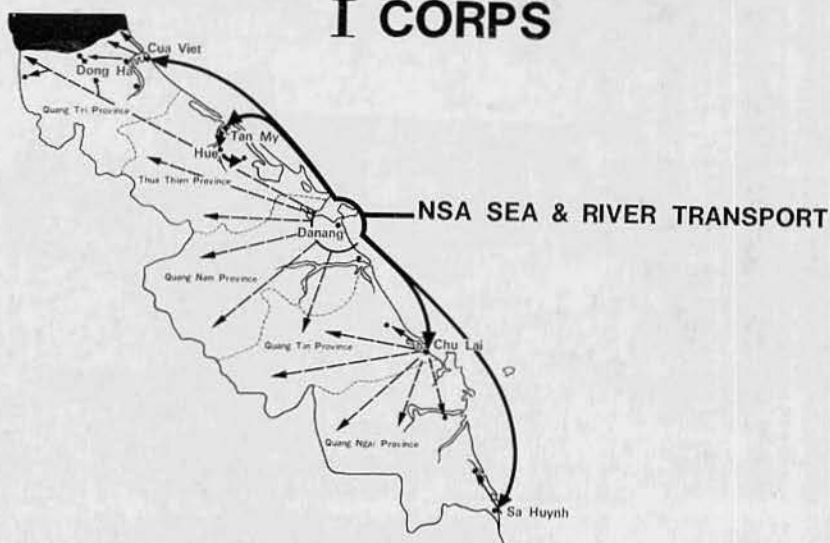 I CORPS
Cua Viet
Dong Ha
Quang Tri Province
Tan My
Hue
Thua Thien Province
NSA SEA & RIVER TRANSPORT
Danang
Quang Nam Province
Quang Tin Province
Chu Lai
Quang Ngai Province
Sa Huynh